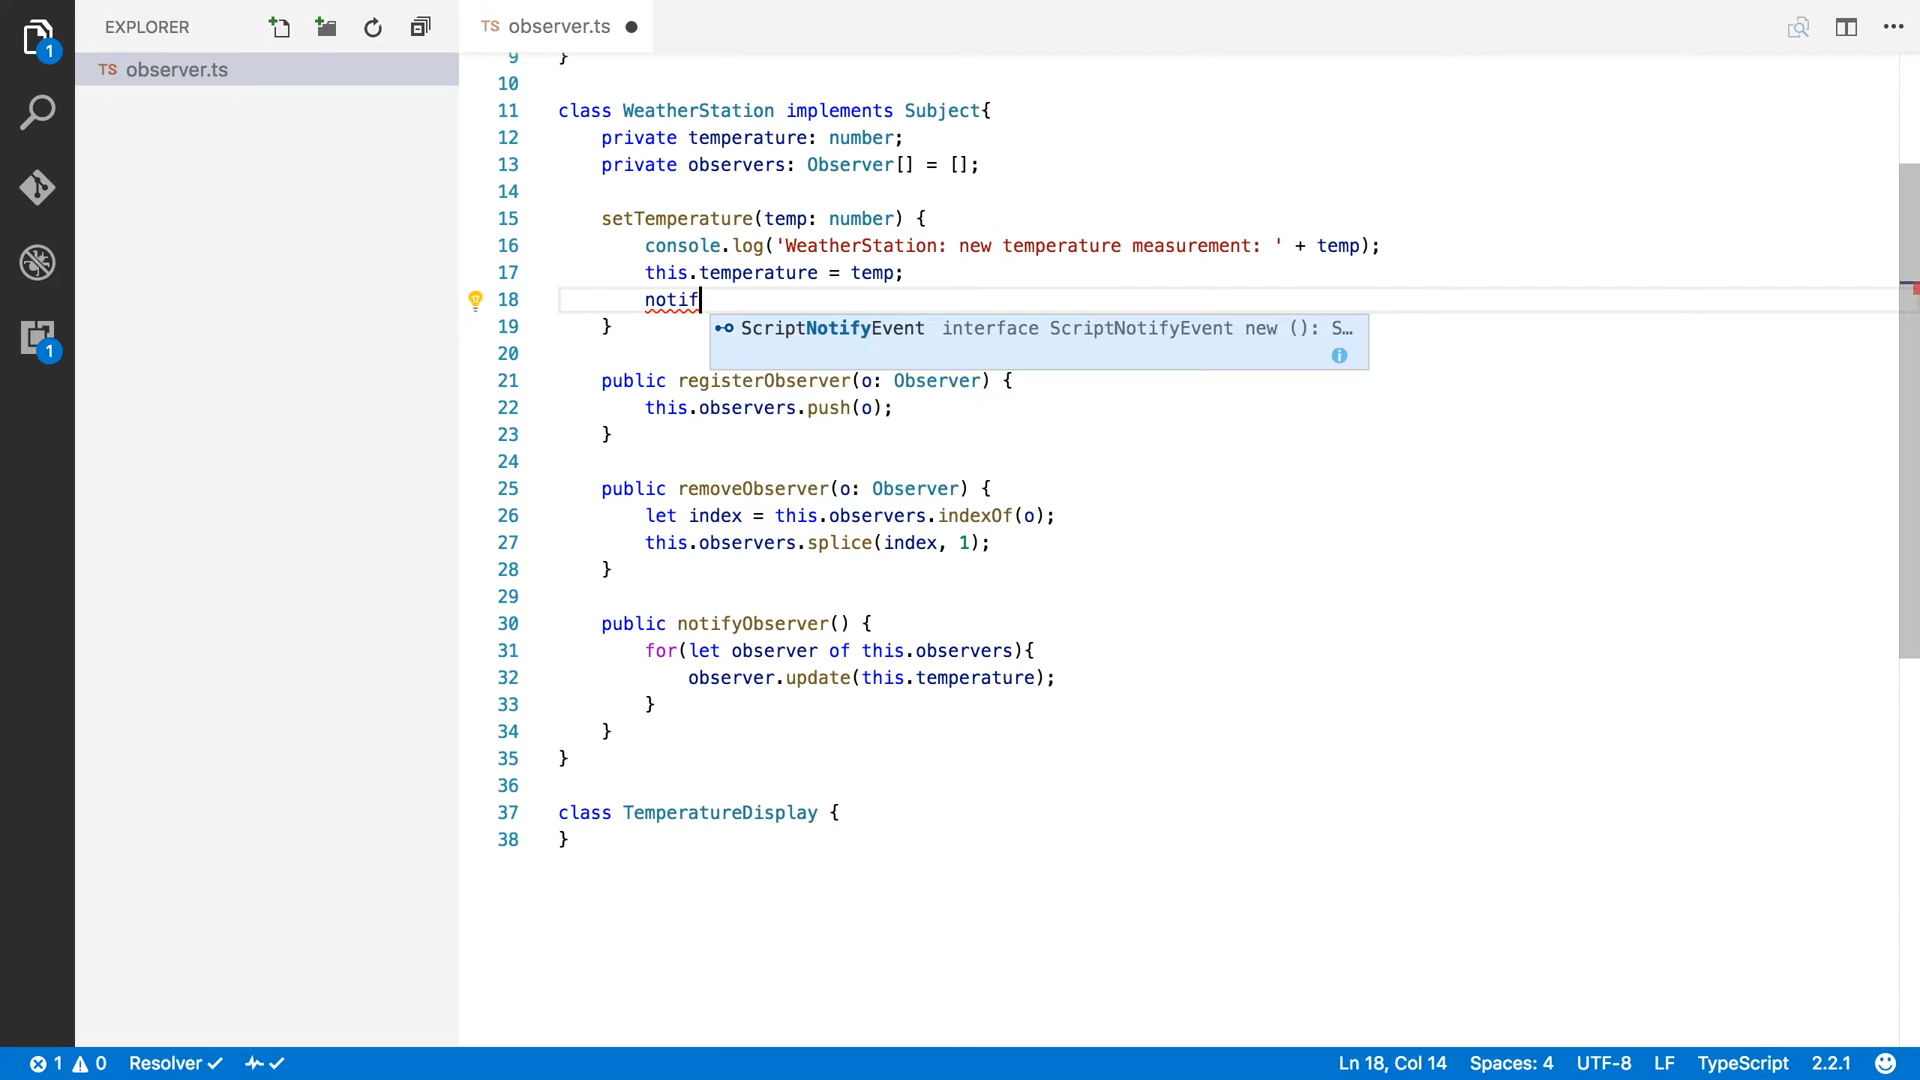 EXPLORER
TS observer.ts
1
TS observer.ts
1
9 }
10
11 class WeatherStation implements Subject{
12 private temperature: number;
13 private observers: Observer[] = [];
14
15 setTemperature(temp: number) {
16 console.log('WeatherStation: new temperature measurement: ' + temp);
17 this.temperature = temp;
18 notif
ScriptNotifyEvent interface ScriptNotifyEvent new (): S…
19 }
20
21 public registerObserver(o: Observer) {
22 this.observers.push(o);
23 }
24
25 public removeObserver(o: Observer) {
26 let index = this.observers.indexOf(o);
27 this.observers.splice(index, 1);
28 }
29
30 public notifyObserver() {
31 for(let observer of this.observers){
32 observer.update(this.temperature);
33 }
34 }
35 }
36
37 class TemperatureDisplay {
38 }
1 0 Resolver Ln 18, Col 14 Spaces: 4 UTF-8 LF TypeScript 2.2.1